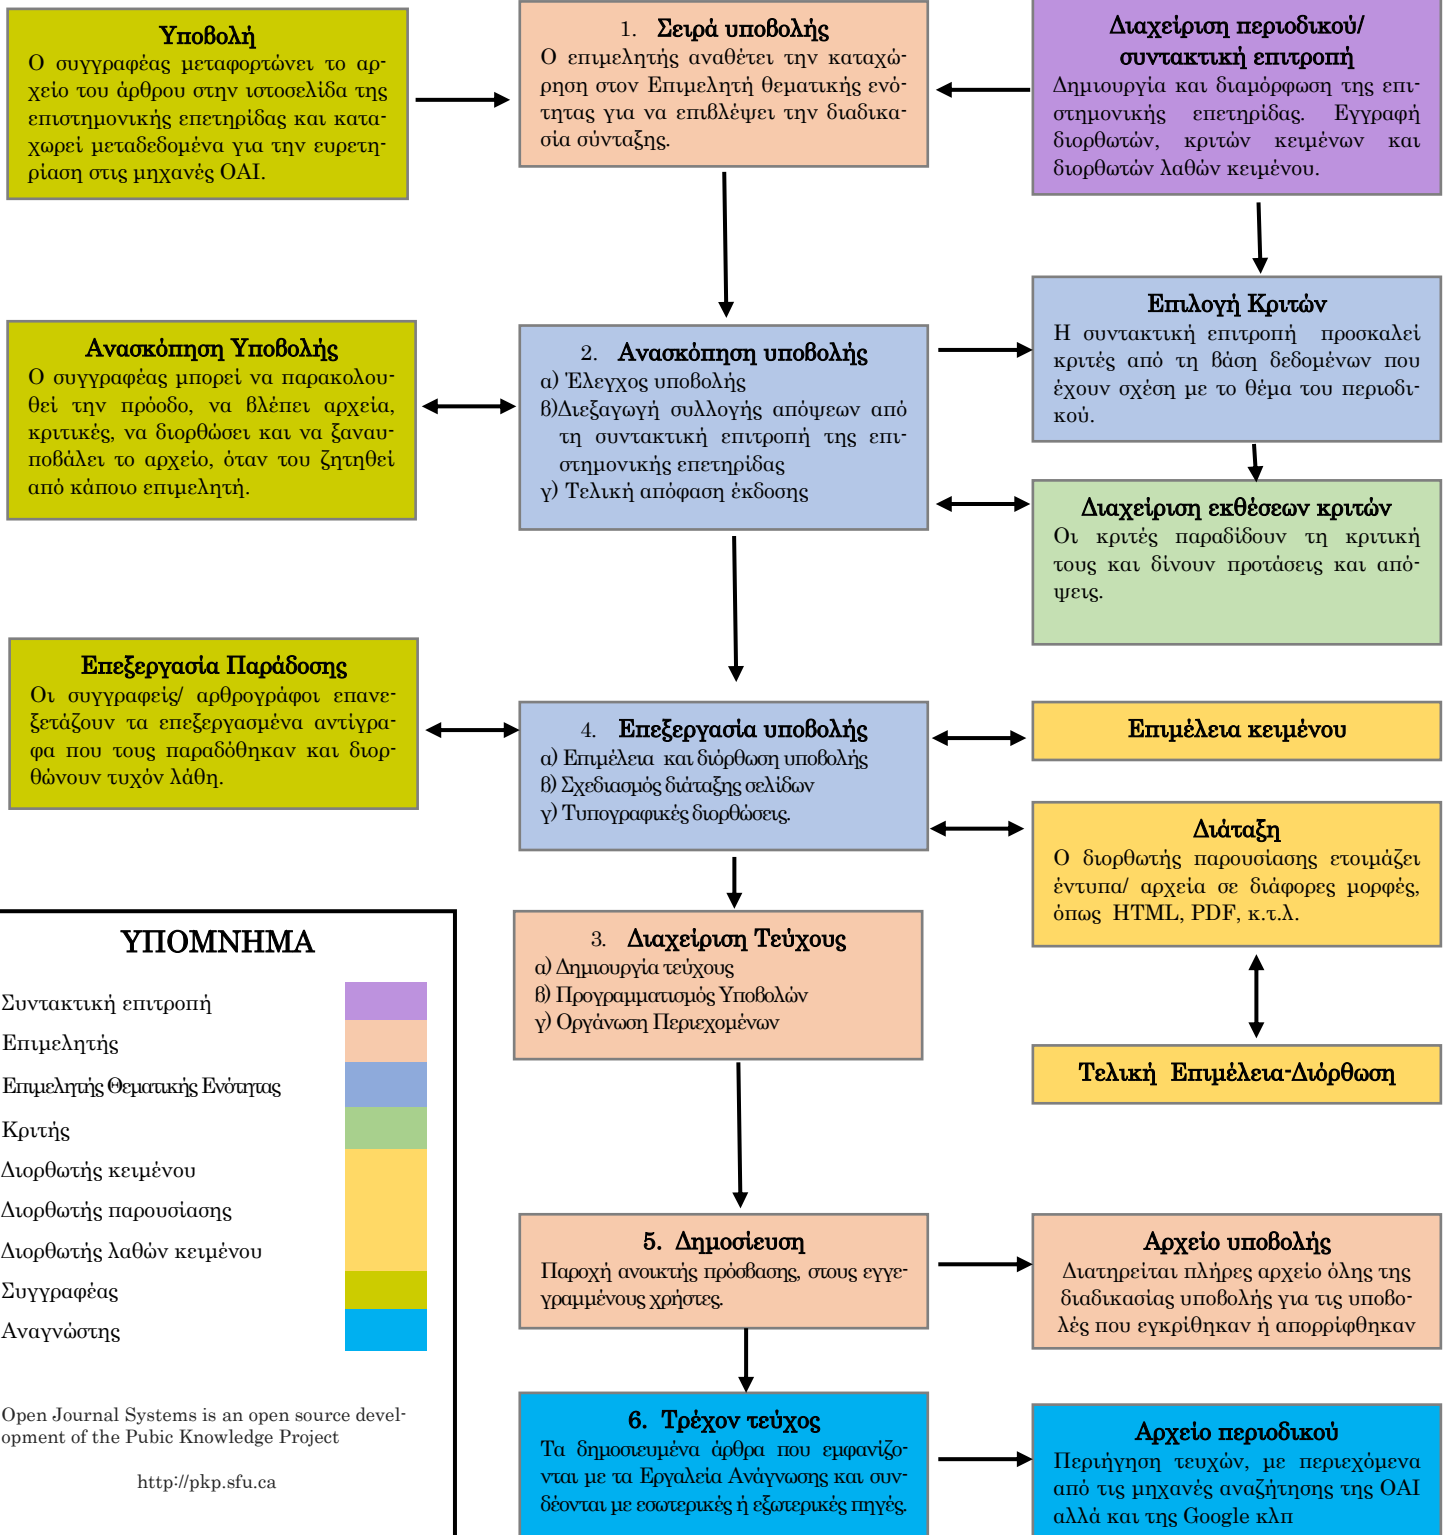 Υποβολή
Ο συγγραφέας μεταφορτώνει το αρ-
χείο του άρθρου στην ιστοσελίδα της
επιστημονικής επετηρίδας και κατα-
χωρεί μεταδεδομένα για την ευρετη-
ρίαση στις μηχανές OAI.
1. Σειρά υποβολής
Ο επιμελητής αναθέτει την καταχώ-
ρηση στον Επιμελητή θεματικής ενό-
τητας για να επιβλέψει την διαδικα-
σία σύνταξης.
Διαχείριση περιοδικού/
συντακτική επιτροπή
Δημιουργία και διαμόρφωση της επι-
στημονικής επετηρίδας. Εγγραφή
διορθωτών, κριτών κειμένων και
διορθωτών λαθών κειμένου.
Ανασκόπηση Υποβολής
Ο συγγραφέας μπορεί να παρακολου-
θεί την πρόοδο, να βλέπει αρχεία,
κριτικές, να διορθώσει και να ξαναυ-
ποβάλει το αρχείο, όταν του ζητηθεί
από κάποιο επιμελητή.
2. Ανασκόπηση υποβολής
α) Έλεγχος υποβολής
β)Διεξαγωγή συλλογής απόψεων από
τη συντακτική επιτροπή της επι-
στημονικής επετηρίδας
γ) Τελική απόφαση έκδοσης
Επιλογή Κριτών
Η συντακτική επιτροπή προσκαλεί
κριτές από τη βάση δεδομένων που
έχουν σχέση με το θέμα του περιοδι-
κού.
Διαχείριση εκθέσεων κριτών
Οι κριτές παραδίδουν τη κριτική
τους και δίνουν προτάσεις και από-
ψεις.
Επεξεργασία Παράδοσης
Οι συγγραφείς/ αρθρογράφοι επανε-
ξετάζουν τα επεξεργασμένα αντίγρα-
φα που τους παραδόθηκαν και διορ-
θώνουν τυχόν λάθη.
4. Επεξεργασία υποβολής
α) Επιμέλεια και διόρθωση υποβολής
β) Σχεδιασμός διάταξης σελίδων
γ) Τυπογραφικές διορθώσεις.
Επιμέλεια κειμένου
Διάταξη
Ο διορθωτής παρουσίασης ετοιμάζει
έντυπα/ αρχεία σε διάφορες μορφές,
όπως HTML, PDF, κ.τ.λ.
3. Διαχείριση Τεύχους
α) Δημιουργία τεύχους
β) Προγραμματισμός Υποβολών
γ) Οργάνωση Περιεχομένων
Τελική Επιμέλεια-Διόρθωση
ΥΠΟΜΝΗΜΑ
Συντακτική επιτροπή
Επιμελητής
Επιμελητής Θεματικής Ενότητας
Κριτής
Διορθωτής κειμένου
Διορθωτής παρουσίασης
Διορθωτής λαθών κειμένου
Συγγραφέας
Αναγνώστης
Open Journal Systems is an open source devel-
opment of the Pubic Knowledge Project
http://pkp.sfu.ca
5. Δημοσίευση
Παροχή ανοικτής πρόσβασης, στους εγγε-
γραμμένους χρήστες.
Αρχείο υποβολής
Διατηρείται πλήρες αρχείο όλης της
διαδικασίας υποβολής για τις υποβο-
λές που εγκρίθηκαν ή απορρίφθηκαν
6. Τρέχον τεύχος
Τα δημοσιευμένα άρθρα που εμφανίζο-
νται με τα Εργαλεία Ανάγνωσης και συν-
δέονται με εσωτερικές ή εξωτερικές πηγές.
Αρχείο περιοδικού
Περιήγηση τευχών, με περιεχόμενα
από τις μηχανές αναζήτησης της OAI
αλλά και της Google κλπ